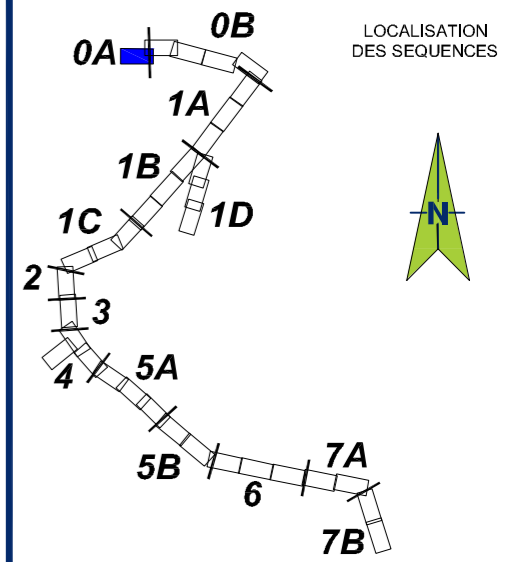 LOCALISATION
DES SEQUENCES
0A
0B
1A
1B
1C
1D
N
2
3
4
5A
5B
6
7A
7B